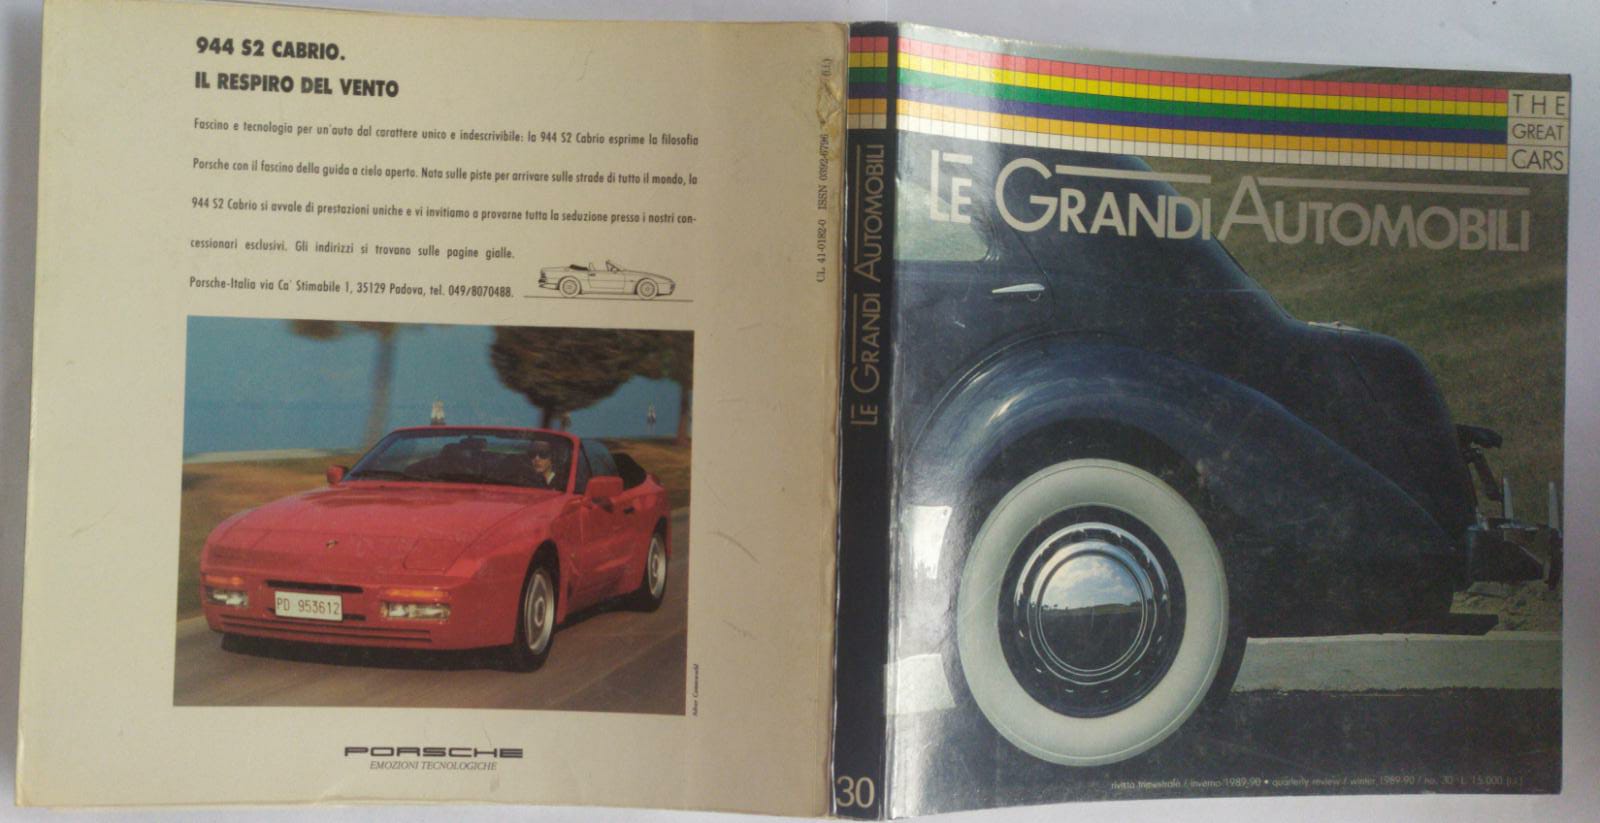 944 S2 CABRIO.
IL RESPIRO DEL VENTO
Fascino e tecnologia per un'auto dal carattere unico e indescrivibile: la 944 S2 Cabrio esprime la filosofia
Porsche con il fascino della guida a cielo aperto. Nata sulle piste per arrivare sulle strade di tutto il mondo, la
944 S2 Cabrio si avvale di prestazioni uniche e vi invitiamo a provarne tutta la seduzione presso i nostri con-
cessionari esclusivi. Gli indirizzi si trovano sulle pagine gialle.
Porsche-Italia via Ca' Stimabile 1, 35129 Padova, tel. 049/8070488.
PD 953612
PORSCHE
EMOZIONI TECNOLOGICHE
CL 41-0182-0 ISSN 0392-6796 (i.i.)
LE GRANDI AUTOMOBILI
30
THE
GREAT
CARS
LE GRANDI AUTOMOBILI
rivista trimestrale / inverno 1989-90 • quarterly review / winter 1989-90 / no. 30 L. 15.000 (i.i.)